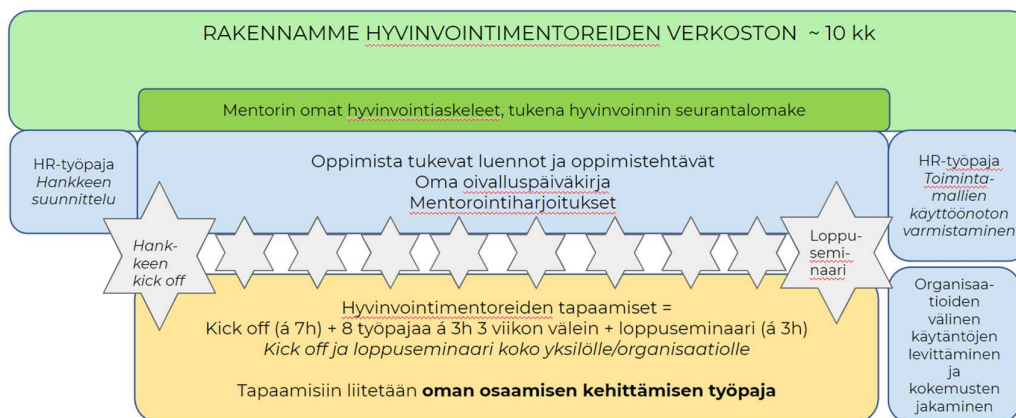 RAKENNAMME HYVINVOINTIMENTOREIDEN VERKOSTON ~ 10 kk
Mentorin omat hyvinvointiaskeleet, tukena hyvinvoinnin seurantalomake
HR-työpaja
Hankkeen
suunnittelu
Oppimista tukevat luennot ja oppimistehtävät
Oma oivalluspäiväkirja
Mentorointiharjoitukset
HR-työpaja
Toiminta-
mallien
käyttöönoton
varmistaminen
Hank-
keen
kick off
Loppu-
semi-
naari
Hyvinvointimentoreiden tapaamiset =
Kick off (á 7h) + 8 työpajaa á 3h 3 viikon välein + loppuseminaari (á 3h)
Kick off ja loppuseminaari koko yksilölle/organisaatiolle
Tapaamisiin liitetään oman osaamisen kehittämisen työpaja
Organisaa-
tioiden
välinen
käytäntöjen
levittäminen
ja
kokemusten
jakaminen